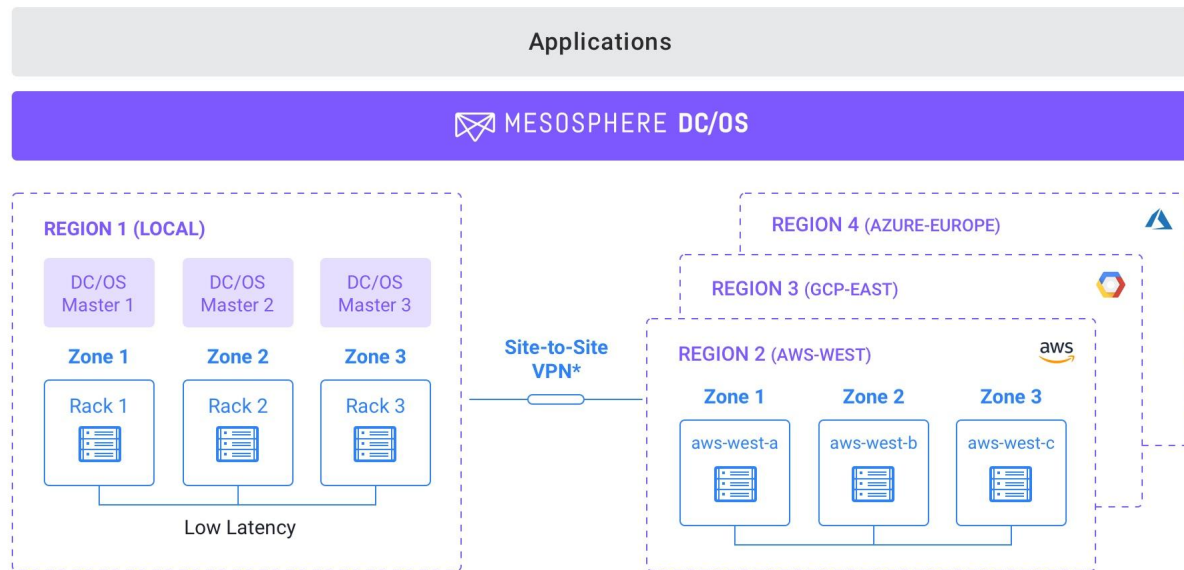 Applications
MESOSPHERE DC/OS
REGION 1 (LOCAL)
DC/OS
Master 1
DC/OS
Master 2
DC/OS
Master 3
Zone 1
Zone 2
Zone 3
Rack 1
Rack 2
Rack 3
Low Latency
Site-to-Site
VPN*
REGION 4 (AZURE-EUROPE)
REGION 3 (GCP-EAST)
REGION 2 (AWS-WEST)
aws
Zone 1
Zone 2
Zone 3
aws-west-a
aws-west-b
aws-west-c